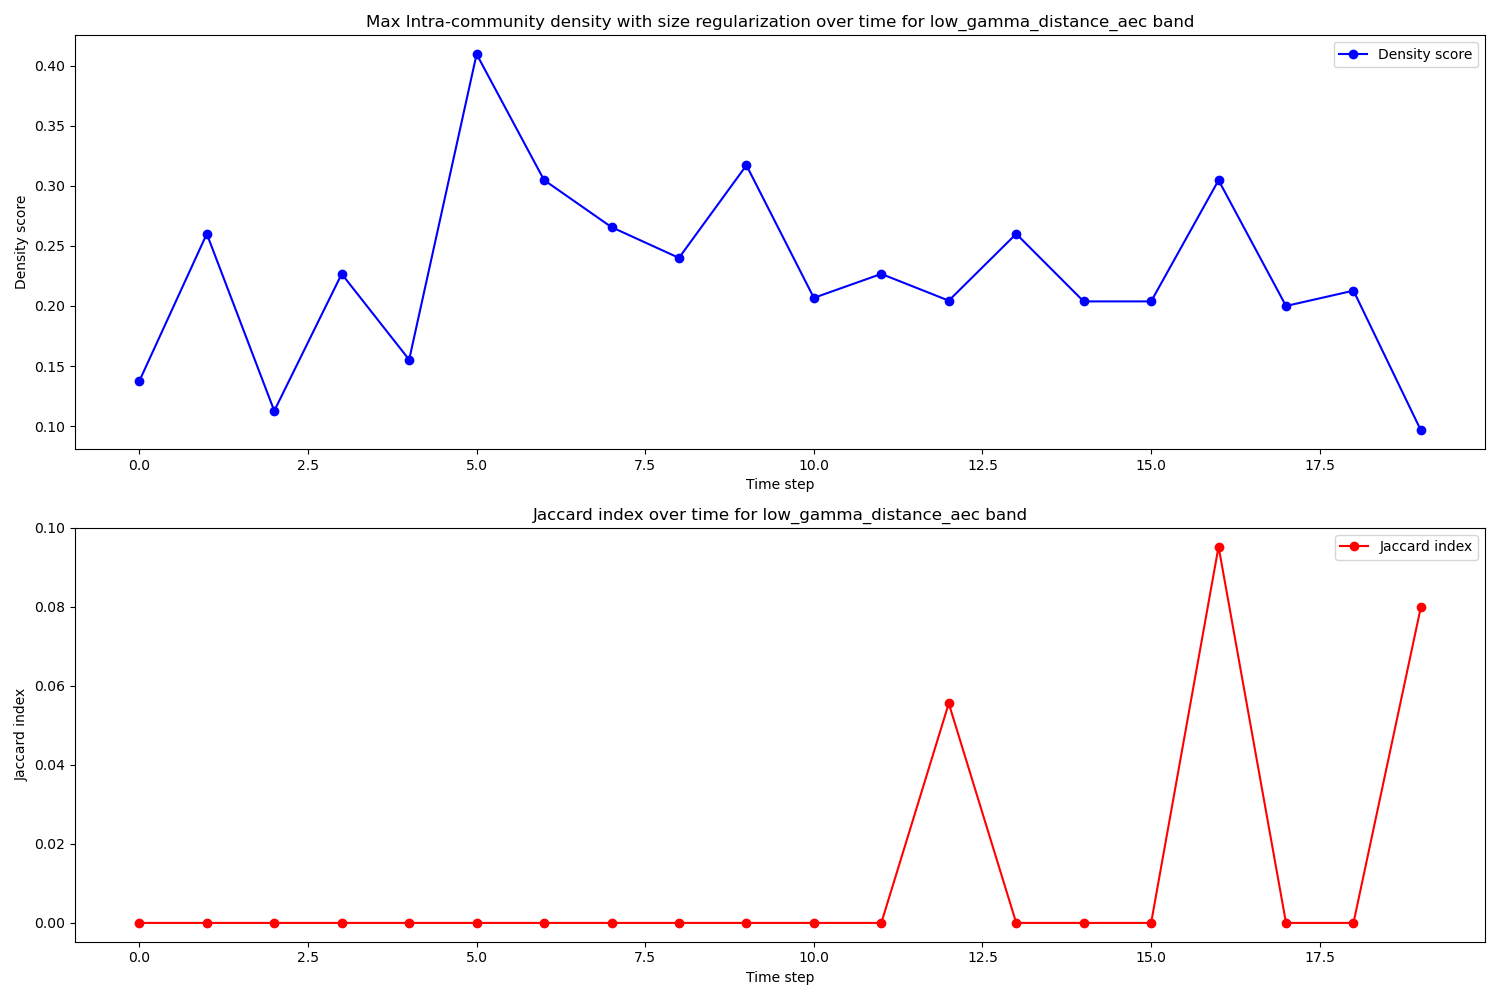 Max Intra-community density with size regularization over time for low_gamma_distance_aec band
Density score
0.40
0.35
0.30
0.25
0.20
0.15
0.10
Density score
0.0 2.5 5.0 7.5 10.0 12.5 15.0 17.5
Time step
Jaccard index over time for low_gamma_distance_aec band
Jaccard index
0.10
0.08
0.06
0.04
0.02
0.00
Jaccard index
0.0 2.5 5.0 7.5 10.0 12.5 15.0 17.5
Time step